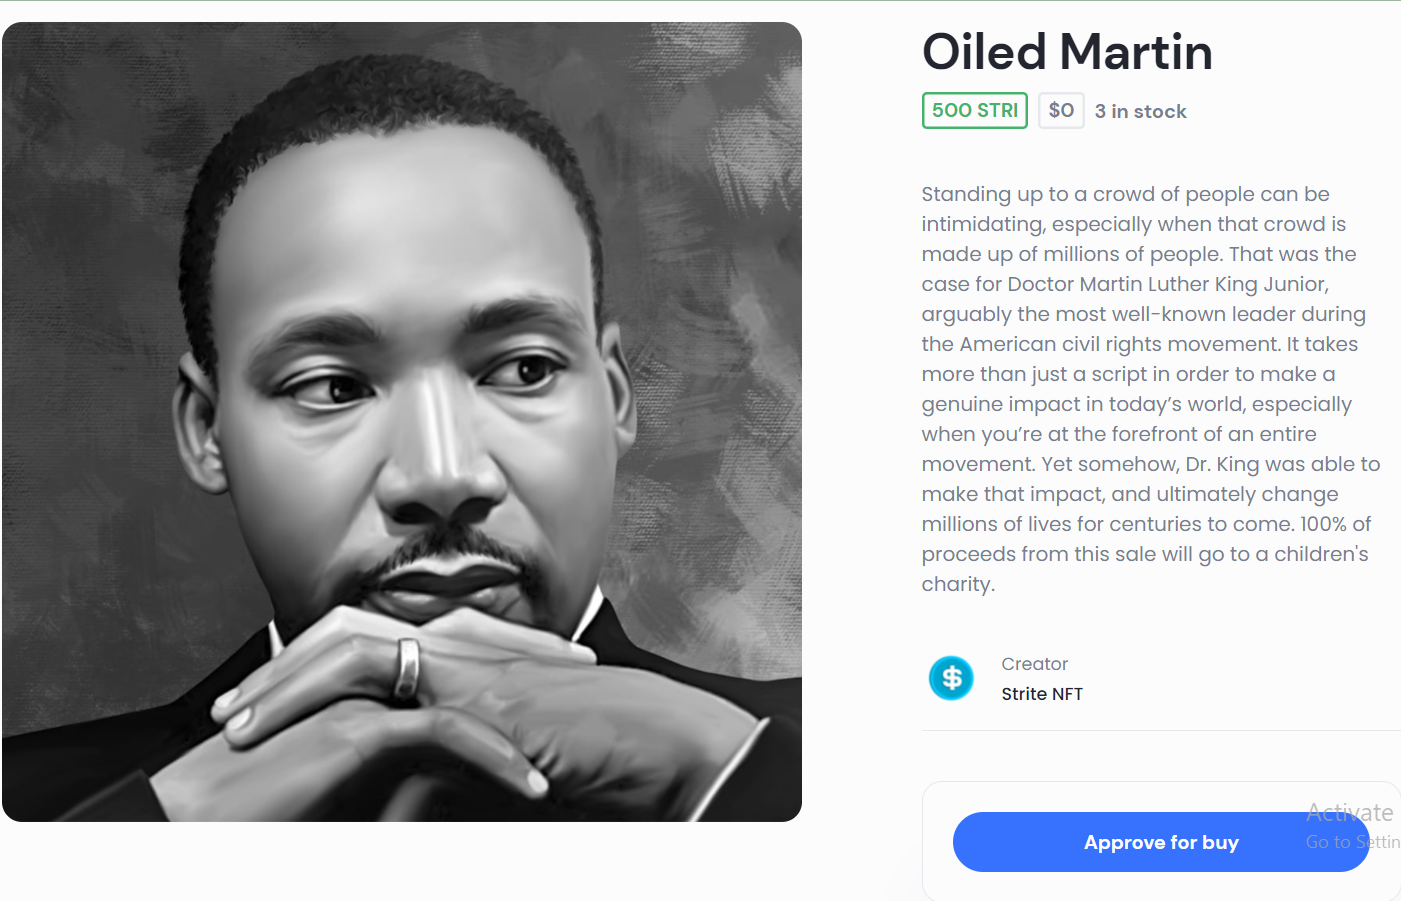 Oiled Martin
500 STRI $0 3 in stock
Standing up to a crowd of people can be
intimidating, especially when that crowd is
made up of millions of people. That was the
case for Doctor Martin Luther King Junior,
arguably the most well-known leader during
the American civil rights movement. It takes
more than just a script in order to make a
genuine impact in today’s world, especially
when you’re at the forefront of an entire
movement. Yet somehow, Dr. King was able to
make that impact, and ultimately change
millions of lives for centuries to come. 100% of
proceeds from this sale will go to a children's
charity.
$
Creator
Strite NFT
Activate
Approve for buy
Go to Settin